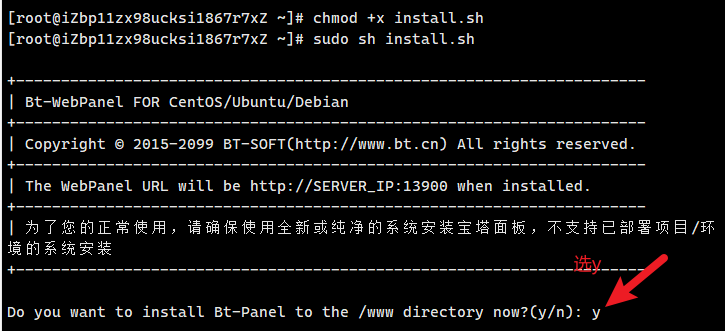 [root@iZbp11zx98ucksi1867r7xZ ~]# chmod +x install.sh
[root@iZbp11zx98ucksi1867r7xZ ~]# sudo sh install.sh
+----------------------------------------------------------------------
| Bt-WebPanel FOR CentOS/Ubuntu/Debian
+----------------------------------------------------------------------
| Copyright © 2015-2099 BT-SOFT(http://www.bt.cn) All rights reserved.
+----------------------------------------------------------------------
| The WebPanel URL will be http://SERVER_IP:13900 when installed.
+----------------------------------------------------------------------
| 为了您的正常使用，请确保使用全新或纯净的系统安装宝塔面板，不支持已部署项目/环
境的系统安装
+----------------------------------------------------------------------
选y
Do you want to install Bt-Panel to the /www directory now?(y/n): y